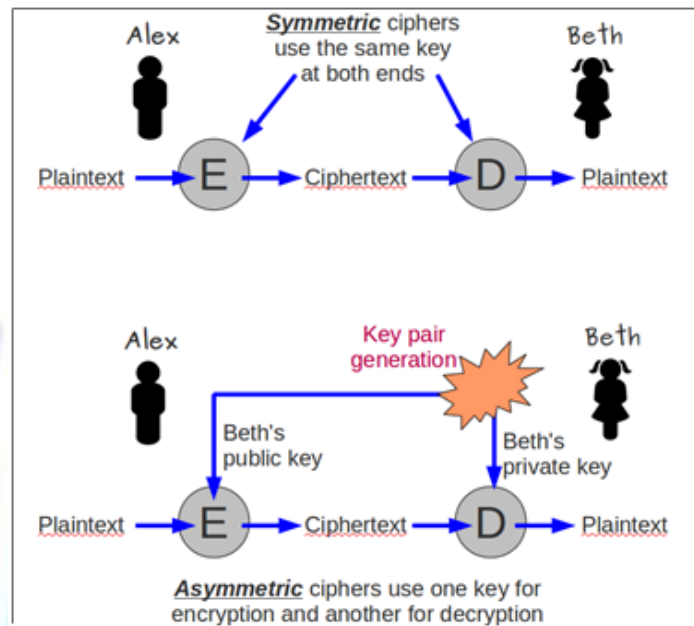 Alex
Symmetric ciphers
use the same key
at both ends
Beth
Plaintext
E
Ciphertext
D
Plaintext
Alex
Key pair
generation
Beth
Beth's
public key
Beth's
private key
Plaintext
E
Ciphertext
D
Plaintext
Asymmetric ciphers use one key for
encryption and another for decryption